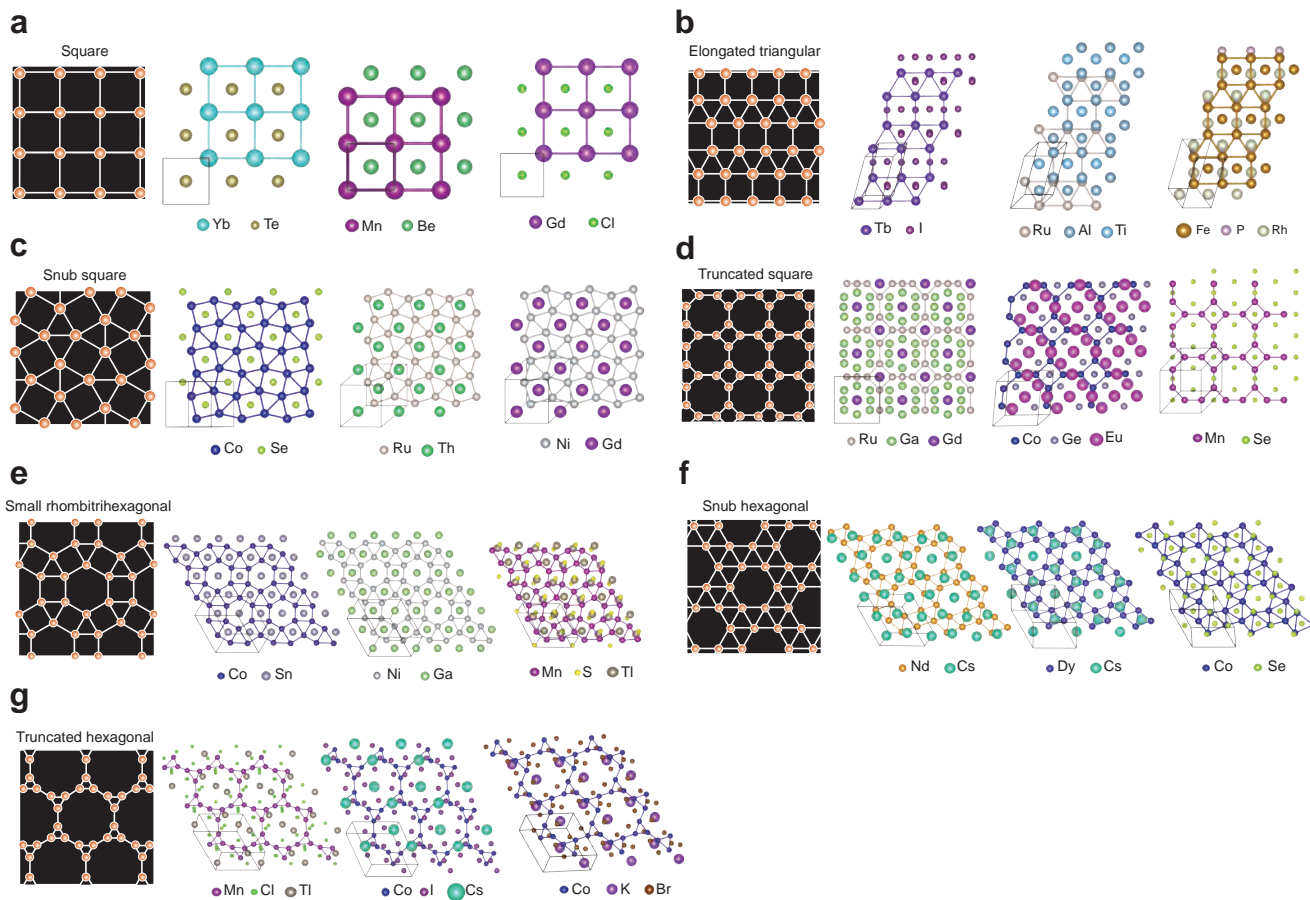 a
Square
Yb Te
Mn Be
Gd Cl
b
Elongated triangular
Tb I
Ru Al Ti
Fe P Rh
c
Snub square
Co Se
Ru Th
Ni Gd
d
Truncated square
Ru Ga Gd
Co Ge Eu
Mn Se
e
Small rhombitrihexagonal
Co Sn
Ni Ga
Mn S Tl
f
Snub hexagonal
Nd Cs
Dy Cs
Co Se
g
Truncated hexagonal
Mn Cl Tl
Co I Cs
Co K Br